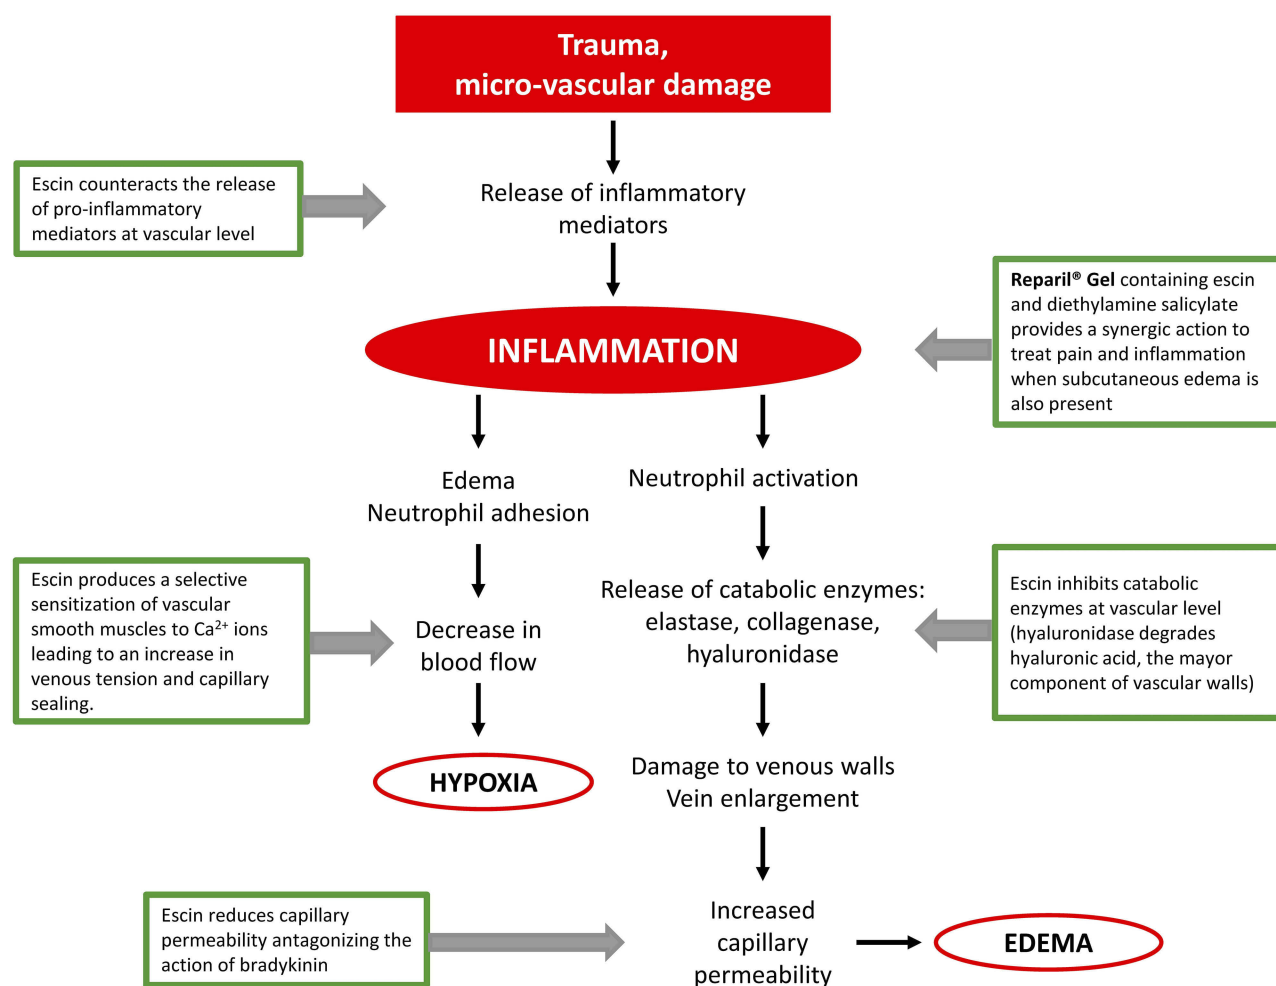 Trauma,
micro-vascular damage
Escin counteracts the release
of pro-inflammatory
mediators at vascular level
Release of inflammatory
mediators
Reparil® Gel containing escin
and diethylamine salicylate
provides a synergic action to
treat pain and inflammation
when subcutaneous edema is
also present
INFLAMMATION
Edema
Neutrophil adhesion
Neutrophil activation
Escin produces a selective
sensitization of vascular
smooth muscles to Ca²⁺ ions
leading to an increase in
venous tension and capillary
sealing.
Decrease in
blood flow
Release of catabolic enzymes:
elastase, collagenase,
hyaluronidase
Escin inhibits catabolic
enzymes at vascular level
(hyaluronidase degrades
hyaluronic acid, the mayor
component of vascular walls)
HYPOXIA
Damage to venous walls
Vein enlargement
Escin reduces capillary
permeability antagonizing the
action of bradykinin
Increased
capillary
permeability
EDEMA